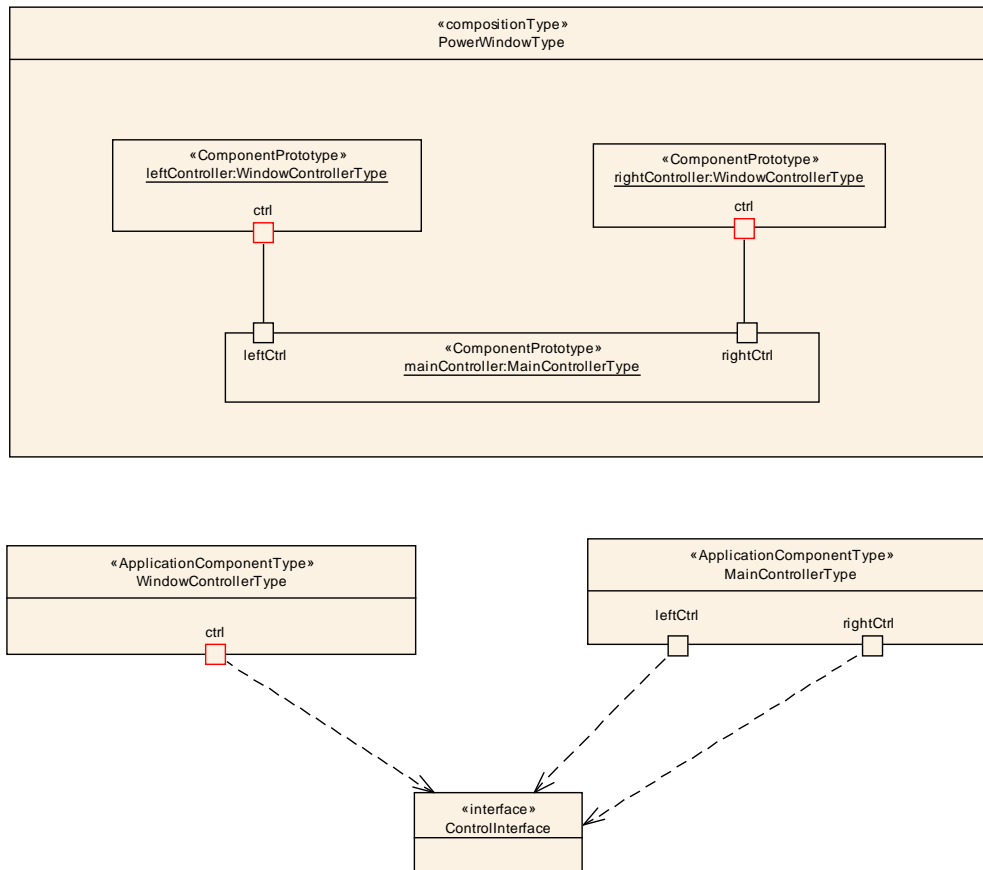 «compositionType»
PowerWindowType
«ComponentPrototype»
leftController:WindowControllerType
ctrl
«ComponentPrototype»
rightController:WindowControllerType
ctrl
leftCtrl
«ComponentPrototype»
mainController:MainControllerType
rightCtrl
«ApplicationComponentType»
WindowControllerType
ctrl
«ApplicationComponentType»
MainControllerType
leftCtrl
rightCtrl
«interface»
ControlInterface